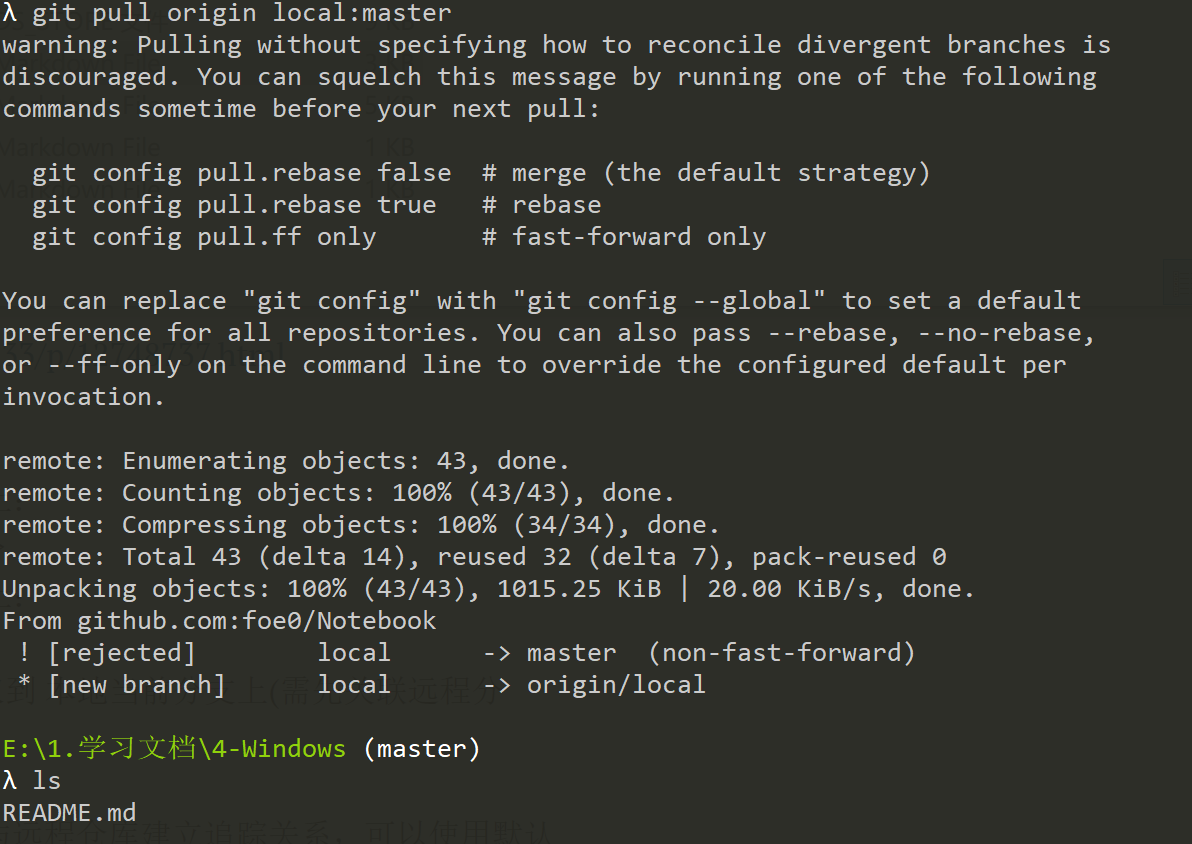 λ git pull origin local:master
warning: Pulling without specifying how to reconcile divergent branches is
discouraged. You can squelch this message by running one of the following
commands sometime before your next pull:
Markdown File 1 KB
git config pull.rebase false # merge (the default strategy)
git config pull.rebase true # rebase
git config pull.ff only # fast-forward only
You can replace "git config" with "git config --global" to set a default
preference for all repositories. You can also pass --rebase, --no-rebase,
or --ff-only on the command line to override the configured default per
invocation.
remote: Enumerating objects: 43, done.
remote: Counting objects: 100% (43/43), done.
remote: Compressing objects: 100% (34/34), done.
remote: Total 43 (delta 14), reused 32 (delta 7), pack-reused 0
Unpacking objects: 100% (43/43), 1015.25 KiB | 20.00 KiB/s, done.
From github.com:foe0/Notebook
! [rejected] local -> master (non-fast-forward)
* [new branch] local -> origin/local
E:\1.学习文档\4-Windows (master)
λ ls
README.md